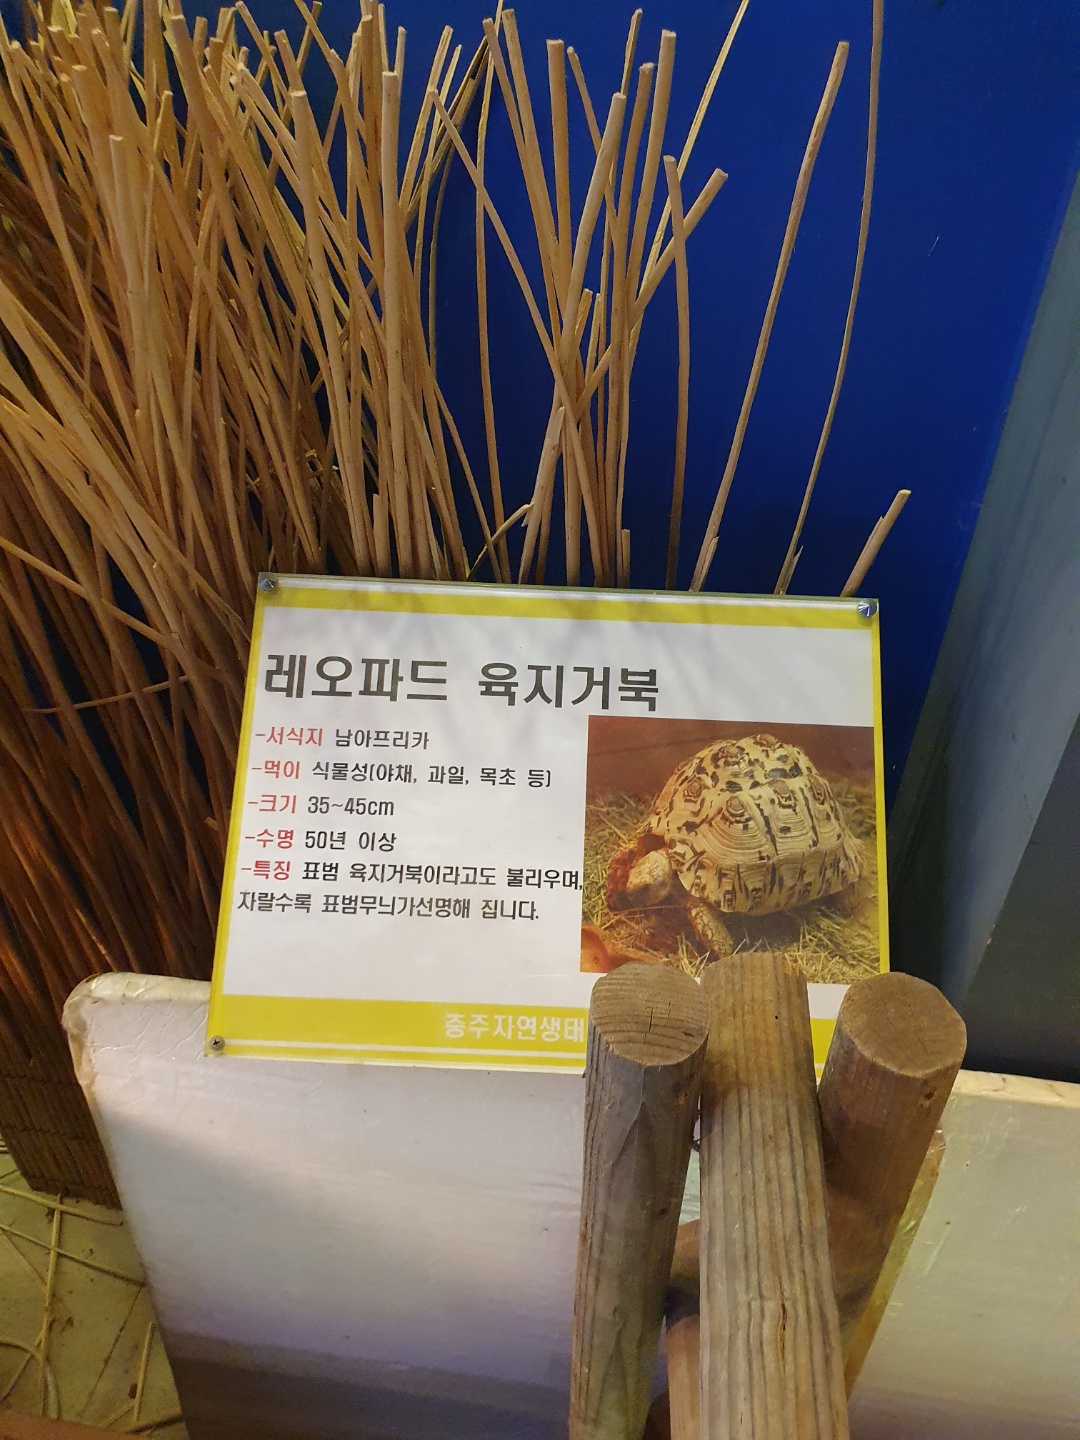 레오파드 육지거북
-서식지 남아프리카
-먹이 식물성(야채, 과일, 목초 등)
-크기 35~45cm
-수명 50년 이상
-특징 표범 육지거북이라고도 불리우며,
자랄수록 표범무늬가선명해 집니다.
충주자연생태